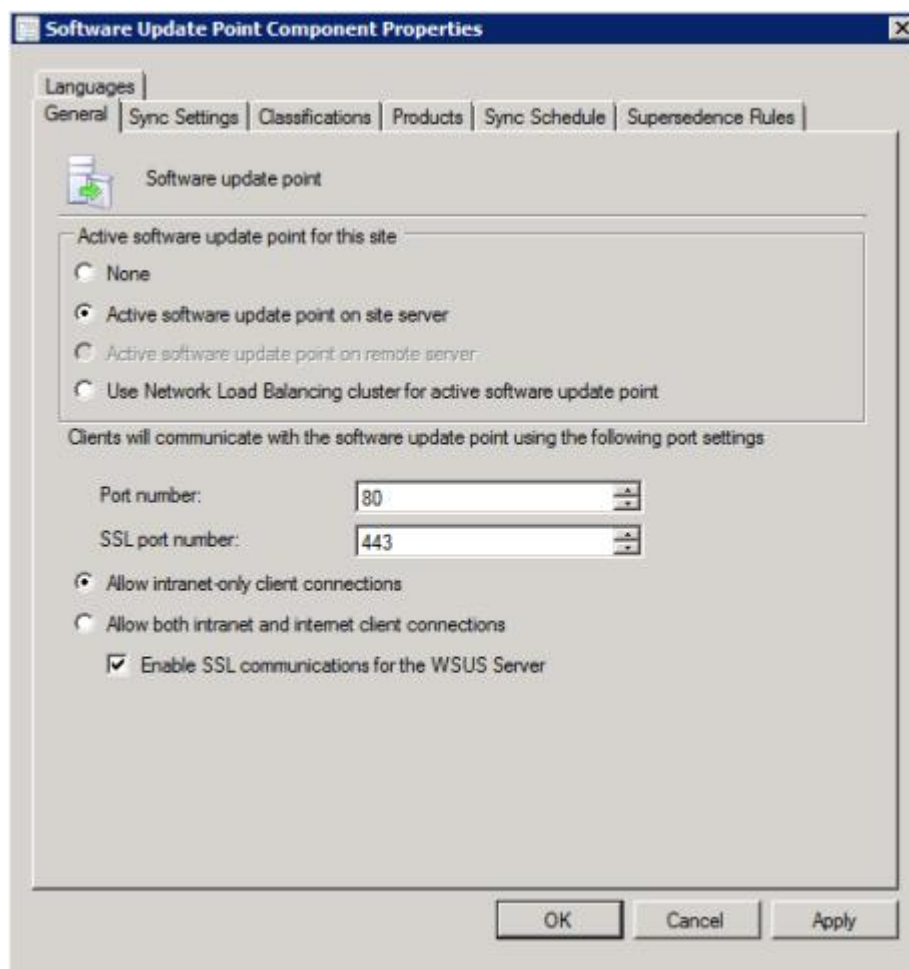 Software Update Point Component Properties
Languages
General Sync Settings Classifications Products Sync Schedule Supersedence Rules
Software update point
Active software update point for this site
None
Active software update point on site server
Active software update point on remote server
Use Network Load Balancing cluster for active software update point
Clients will communicate with the software update point using the following port settings
Port number: 80
SSL port number: 443
Allow intranet-only client connections
Allow both intranet and internet client connections
Enable SSL communications for the WSUS Server
OK Cancel Apply